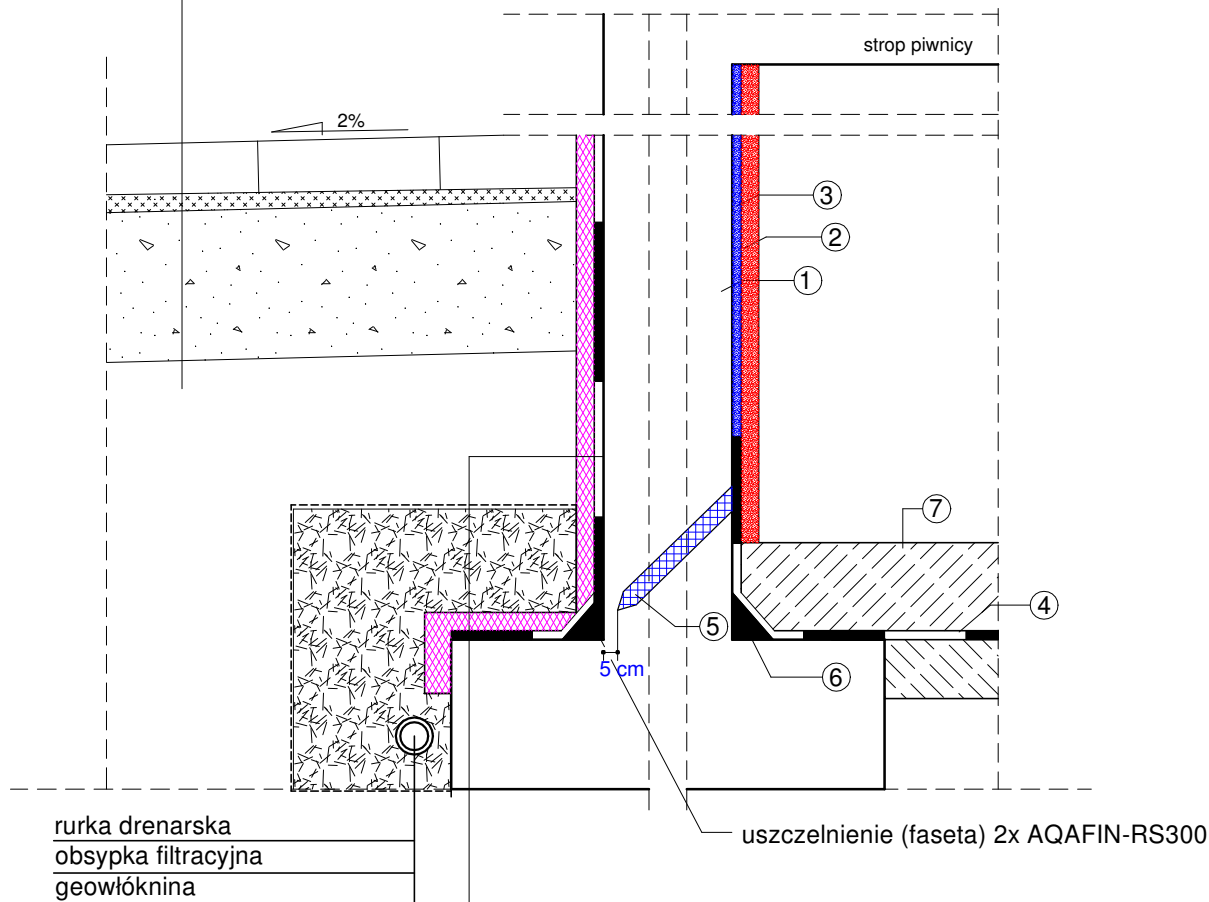 strop piwnicy
2%
3
2
1
7
4
5
5 cm
6
rurka drenarska
obsypka filtracyjna
geowłóknina
uszczelnienie (faseta) 2x AQAFIN-RS300